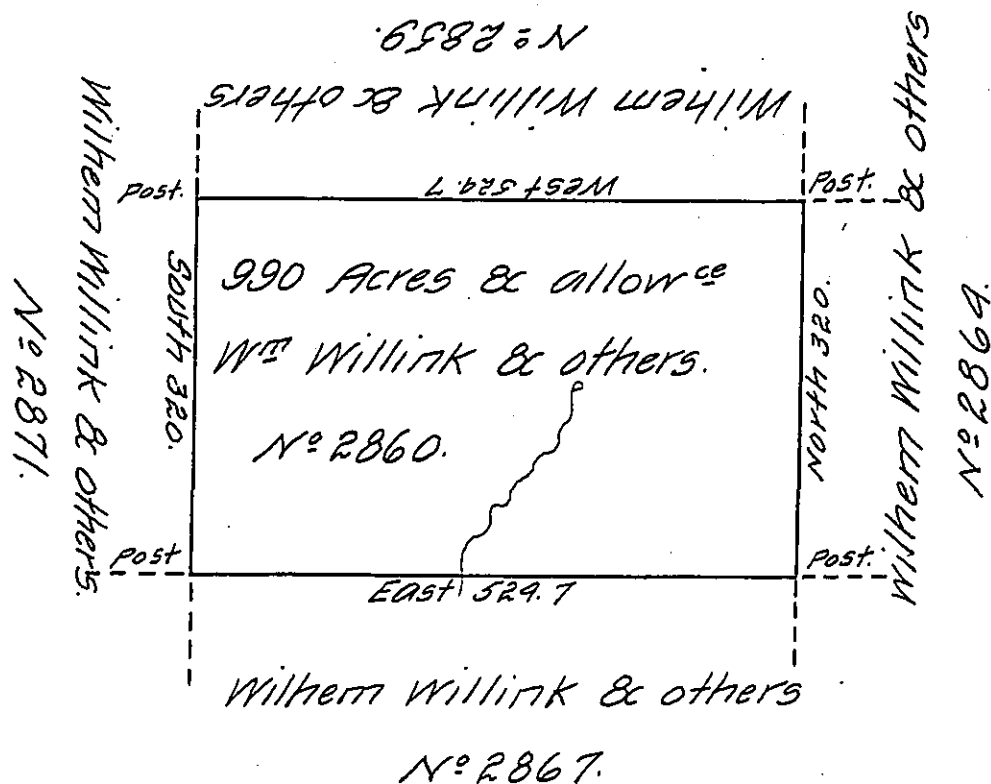 Nº 2859.
Wilhem Willink & others
West 524.7
Post.
Post.
Wilhem Willink & others.
Nº 2871.
South 320.
990 Acres & allowce
Wm Willink & others.
Nº 2860.
North 320.
Wilhem Willink & others
Nº 2864.
Post
Post.
East 524.7
Wilhem Willink & others
Nº 2867.